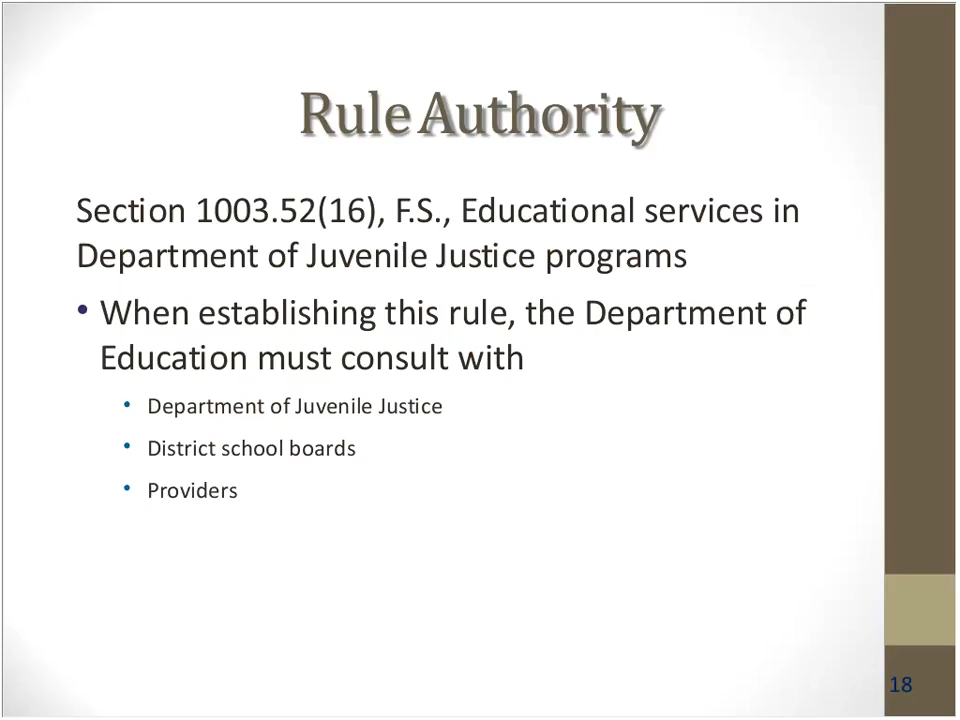 Rule Authority
Section 1003.52(16), F.S., Educational services in
Department of Juvenile Justice programs
• When establishing this rule, the Department of
Education must consult with
• Department of Juvenile Justice
• District school boards
• Providers
18